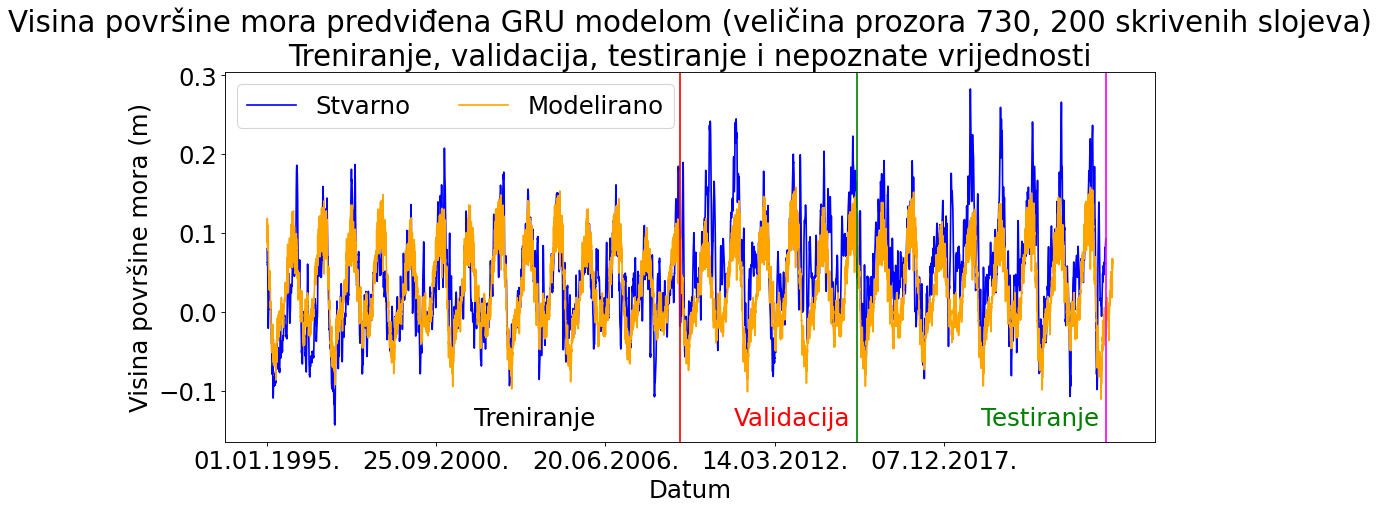 Visina površine mora predviđena GRU modelom (veličina prozora 730, 200 skrivenih slojeva)
Treniranje, validacija, testiranje i nepoznate vrijednosti
Stvarno Modelirano
Visina površine mora (m)
0.3
0.2
0.1
0.0
−0.1
Treniranje Validacija Testiranje
01.01.1995. 25.09.2000. 20.06.2006. 14.03.2012. 07.12.2017.
Datum